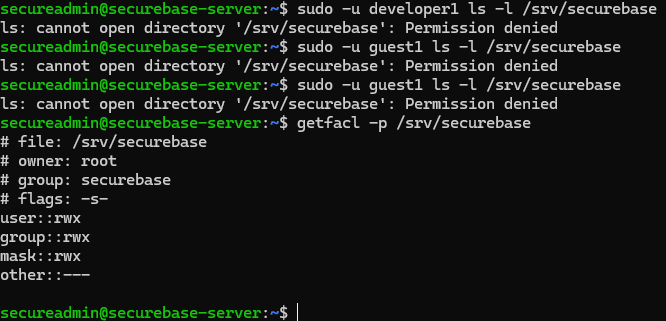 secureadmin@securebase-server:~$ sudo -u developer1 ls -l /srv/securebase
ls: cannot open directory '/srv/securebase': Permission denied
secureadmin@securebase-server:~$ sudo -u guest1 ls -l /srv/securebase
ls: cannot open directory '/srv/securebase': Permission denied
secureadmin@securebase-server:~$ sudo -u guest1 ls -l /srv/securebase
ls: cannot open directory '/srv/securebase': Permission denied
secureadmin@securebase-server:~$ getfacl -p /srv/securebase
# file: /srv/securebase
# owner: root
# group: securebase
# flags: -s-
user::rwx
group::rwx
mask::rwx
other::---
secureadmin@securebase-server:~$